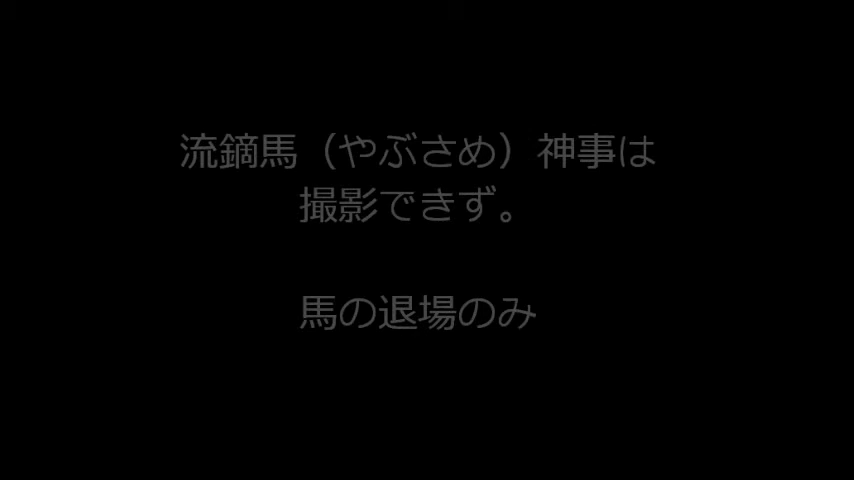 流鏑馬（やぶさめ）神事は
撮影できず。
馬の退場のみ